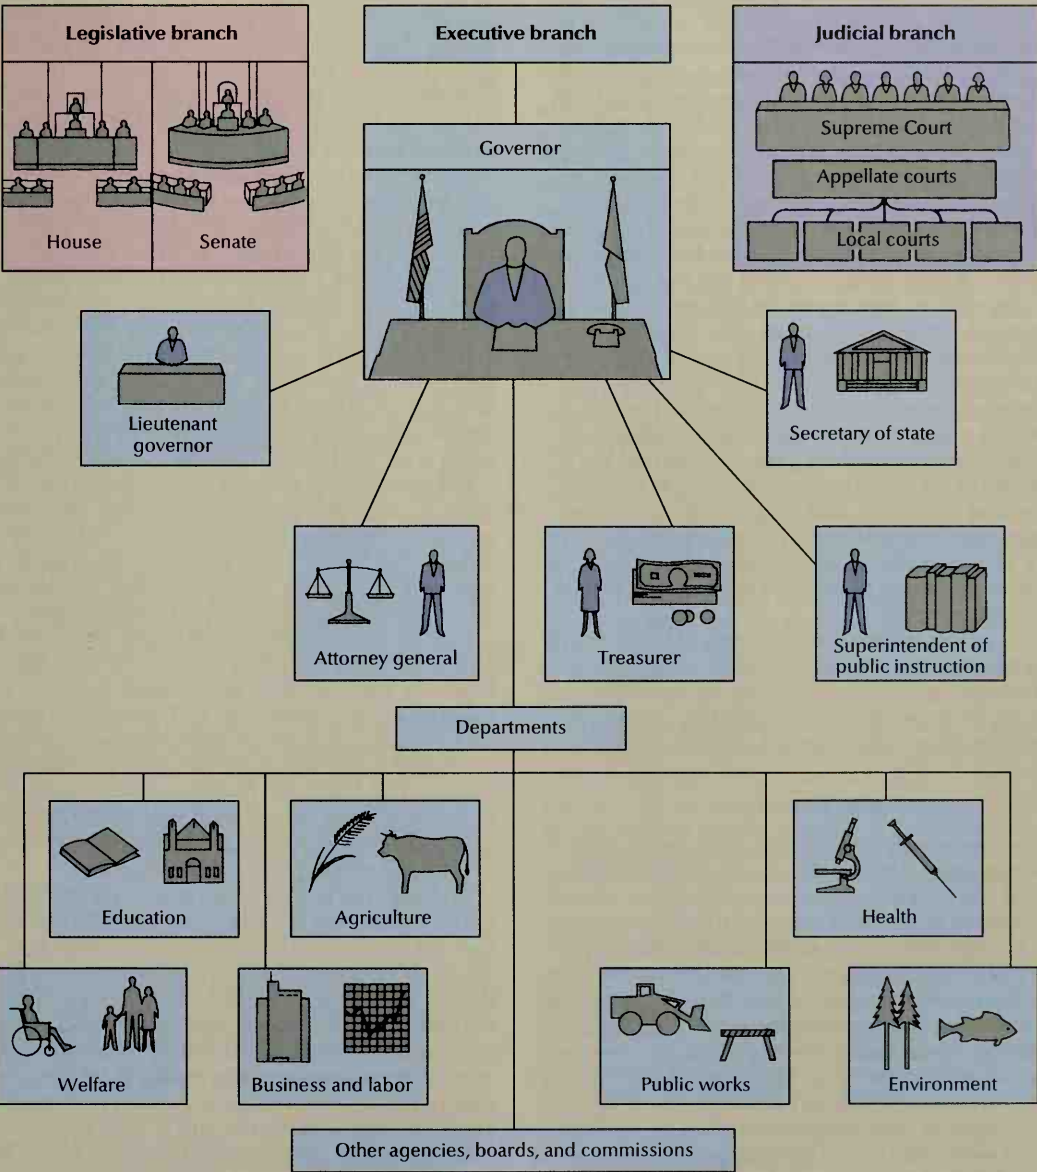 Legislative branch
House
Senate
Executive branch
Governor
Judicial branch
Supreme Court
Appellate courts
Local courts
Lieutenant
governor
Secretary of state
Attorney general
Treasurer
Superintendent of
public instruction
Departments
Education
Agriculture
Health
Welfare
Business and labor
Public works
Environment
Other agencies, boards, and commissions